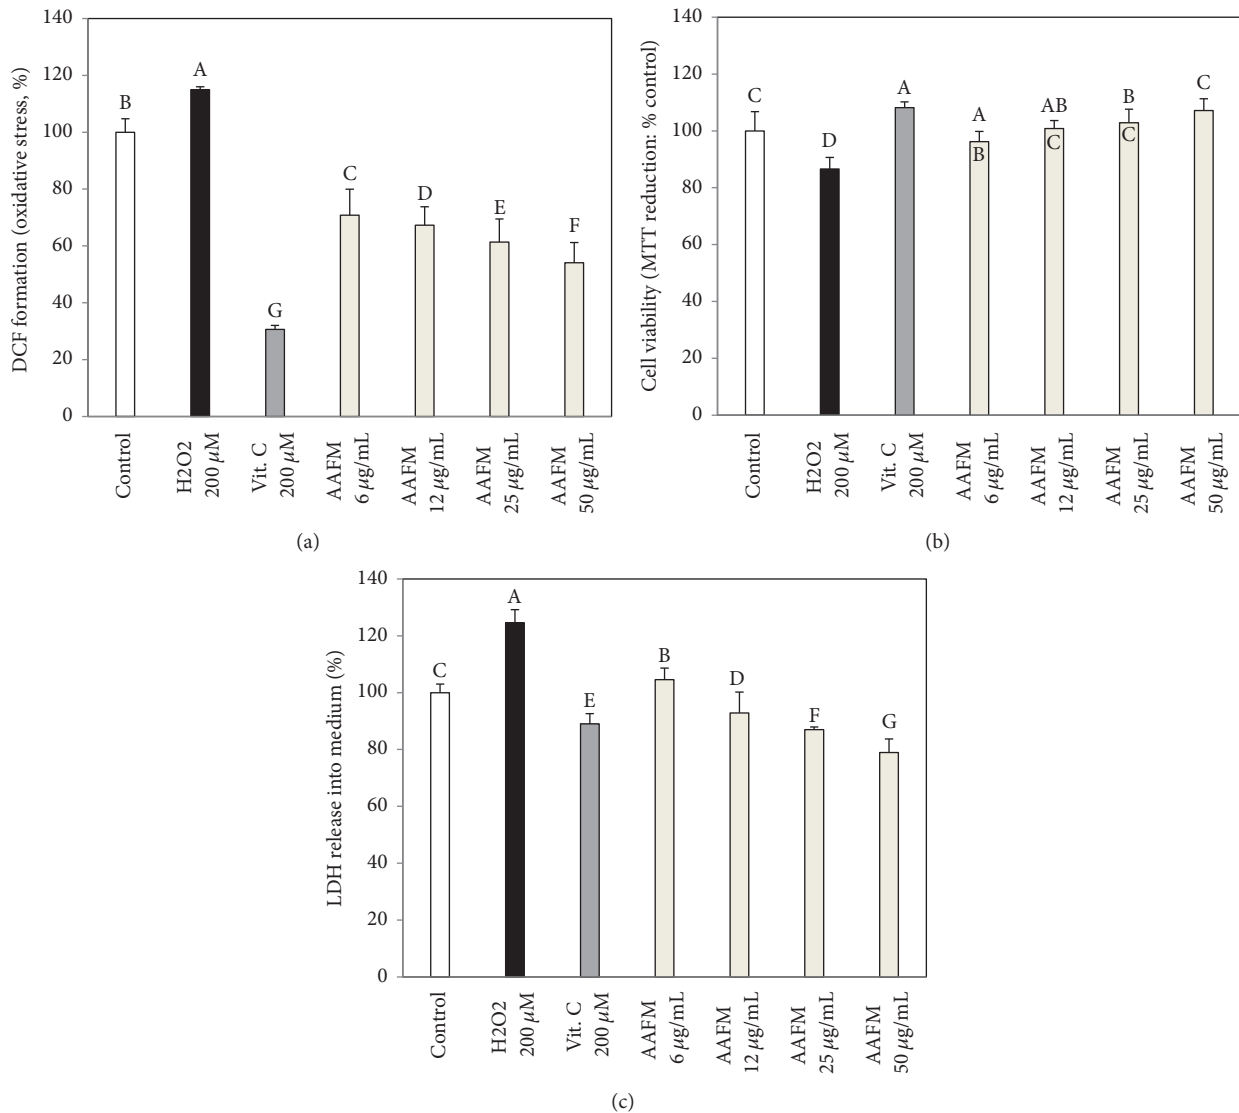 140
120
100
80
60
40
20
0
DCF formation (oxidative stress, %)
B
A
G
C
D
E
F
Control
H2O2
200 μM
Vit. C
200 μM
AAFM
6 μg/mL
AAFM
12 μg/mL
AAFM
25 μg/mL
AAFM
50 μg/mL
(a)
140
120
100
80
60
40
20
0
Cell viability (MTT reduction: % control)
C
D
A
A
B
AB
C
B
C
C
Control
H2O2
200 μM
Vit. C
200 μM
AAFM
6 μg/mL
AAFM
12 μg/mL
AAFM
25 μg/mL
AAFM
50 μg/mL
(b)
140
120
100
80
60
40
20
0
LDH release into medium (%)
C
A
E
B
D
F
G
Control
H2O2
200 μM
Vit. C
200 μM
AAFM
6 μg/mL
AAFM
12 μg/mL
AAFM
25 μg/mL
AAFM
50 μg/mL
(c)